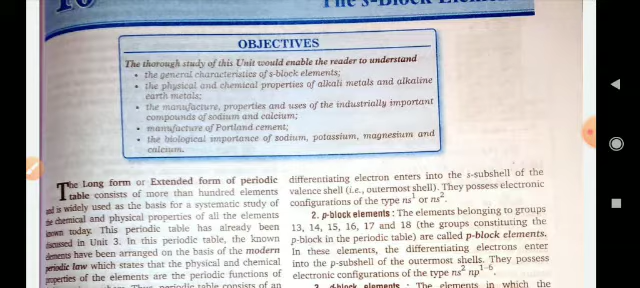 10
The s-Block Elem
OBJECTIVES
The thorough study of this Unit would enable the reader to understand
• the general characteristics of s-block elements;
• the physical and chemical properties of alkali metals and alkaline
earth metals;
• the manufacture, properties and uses of the industrially important
compounds of sodium and calcium;
• manufacture of Portland cement;
• the biological importance of sodium, potassium, magnesium and
calcium.
The Long form or Extended form of periodic
table consists of more than hundred elements
and is widely used as the basis for a systematic study of
the chemical and physical properties of all the elements
known today. This periodic table has already been
discussed in Unit 3. In this periodic table, the known
elements have been arranged on the basis of the modern
periodic law which states that the physical and chemical
properties of the elements are the periodic functions of
Thus periodic table consists of an
differentiating electron enters into the s-subshell of the
valence shell (i.e., outermost shell). They possess electronic
configurations of the type ns¹ or ns².
2. p-block elements : The elements belonging to groups
13, 14, 15, 16, 17 and 18 (the groups constituting the
p-block in the periodic table) are called p-block elements.
In these elements, the differentiating electrons enter
into the p-subshell of the outermost shells. They possess
electronic configurations of the type ns² np¹⁻⁶.
3. d-block elements : The elements in which the